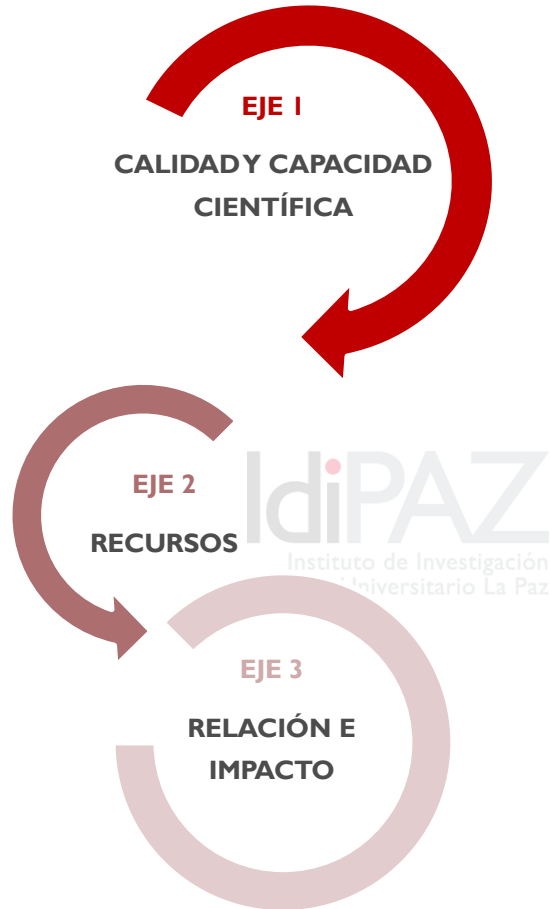 EJE 1
CALIDAD Y CAPACIDAD
CIENTÍFICA
EJE 2
RECURSOS
IdiPAZ
Instituto de Investigación
Universitario La Paz
EJE 3
RELACIÓN E
IMPACTO